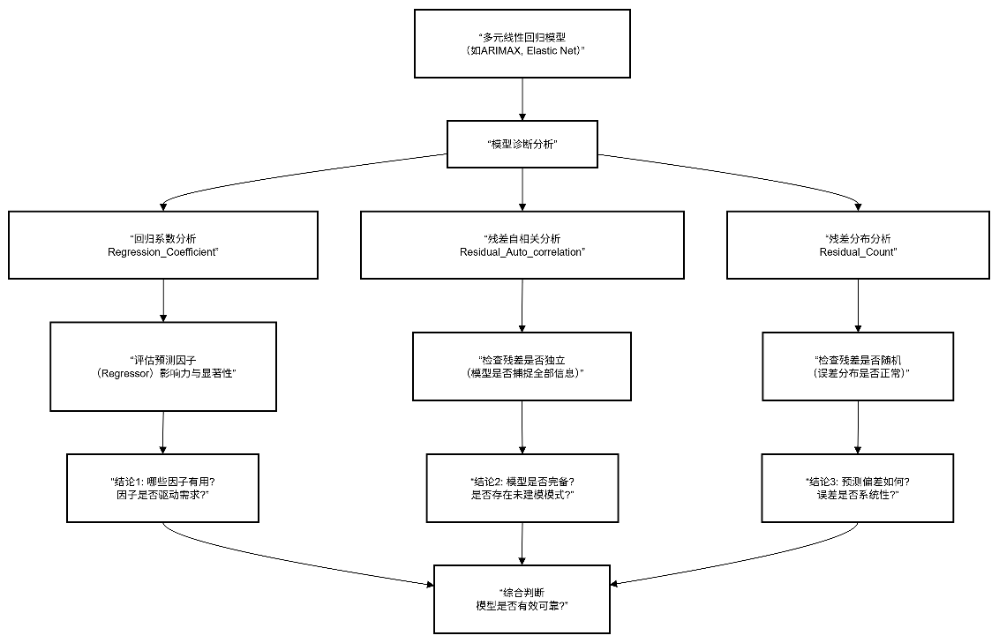 “多元线性回归模型
（如ARIMAX, Elastic Net）”
“模型诊断分析”
“回归系数分析
Regression_Coefficient”
“残差自相关分析
Residual_Auto_correlation”
“残差分布分析
Residual_Count”
“评估预测因子
（Regressor）影响力与显著性”
“检查残差是否独立
（模型是否捕捉全部信息）”
“检查残差是否随机
（误差分布是否正常）”
“结论1: 哪些因子有用?
因子是否驱动需求?”
“结论2: 模型是否完备?
是否存在未建模模式?”
“结论3: 预测偏差如何?
误差是否系统性?”
“综合判断
模型是否有效可靠?”